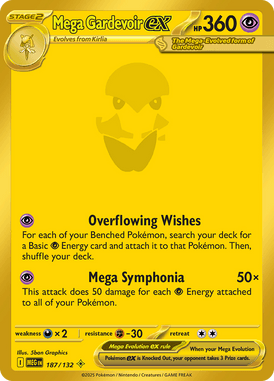 STAGE2
Mega Gardevoir ex HP 360
Evolves from Kirlia
The Mega-Evolved form of Gardevoir
Overflowing Wishes
For each of your Benched Pokémon, search your deck for
a Basic Energy card and attach it to that Pokémon. Then,
shuffle your deck.
Mega Symphonia 50×
This attack does 50 damage for each Energy attached
to all of your Pokémon.
weakness ×2 resistance -30 retreat
Mega Evolution ex rule
When your Mega Evolution
Pokémon ex is Knocked Out, your opponent takes 3 Prize cards.
Illus. 5ban Graphics
I MEG EN 187/132
©2025 Pokémon / Nintendo / Creatures / GAME FREAK